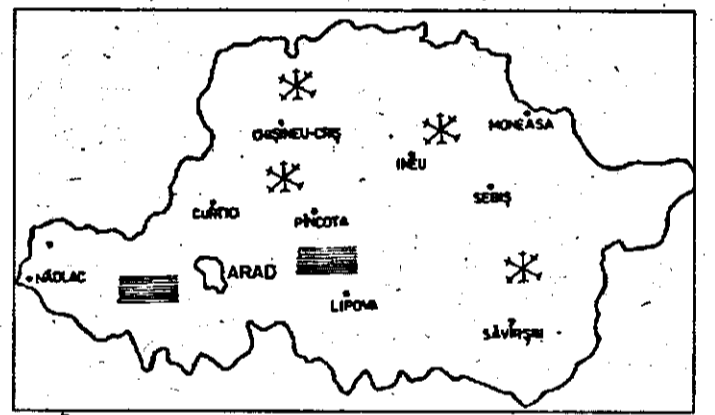 CHIȘINEU-CRIȘ
MONEASA
INEU
SEBIȘ
CURTICI
PÎNCOTA
NĂDLAC
ARAD
LIPOVA
SĂVÎRȘIN